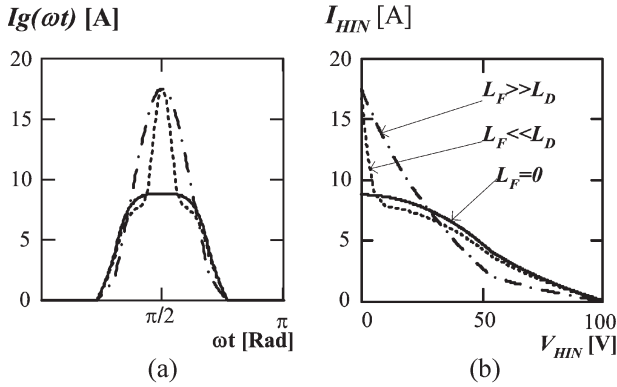 Ig(ωt) [A]
20
15
10
5
0
π/2
π
ωt [Rad]
(a)
I_HIN [A]
20
15
10
5
0
L_F>>L_D
L_F<<L_D
L_F=0
0
50
100
V_HIN [V]
(b)